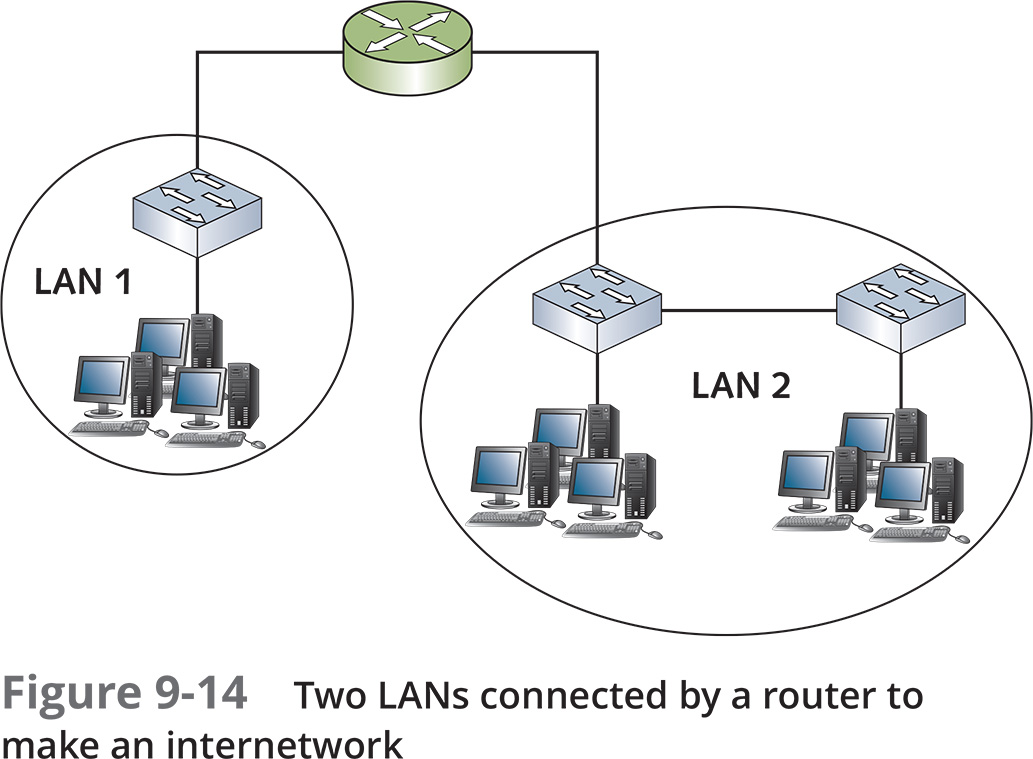 LAN 1
LAN 2
Figure 9-14 Two LANs connected by a router to
make an internetwork